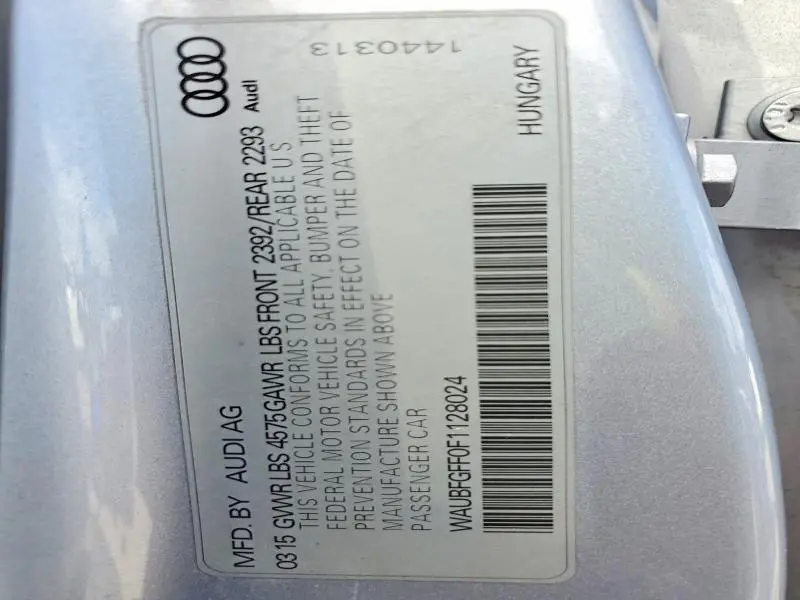 MFD. BY AUDI AG
0315 GVWR LBS 4575 GAWR LBS FRONT 2392/REAR 2293
THIS VEHICLE CONFORMS TO ALL APPLICABLE U S
FEDERAL MOTOR VEHICLE SAFETY, BUMPER AND THEFT
PREVENTION STANDARDS IN EFFECT ON THE DATE OF
MANUFACTURE SHOWN ABOVE
PASSENGER CAR
WAUBFGFF0F1128024
Audi
HUNGARY
1440313